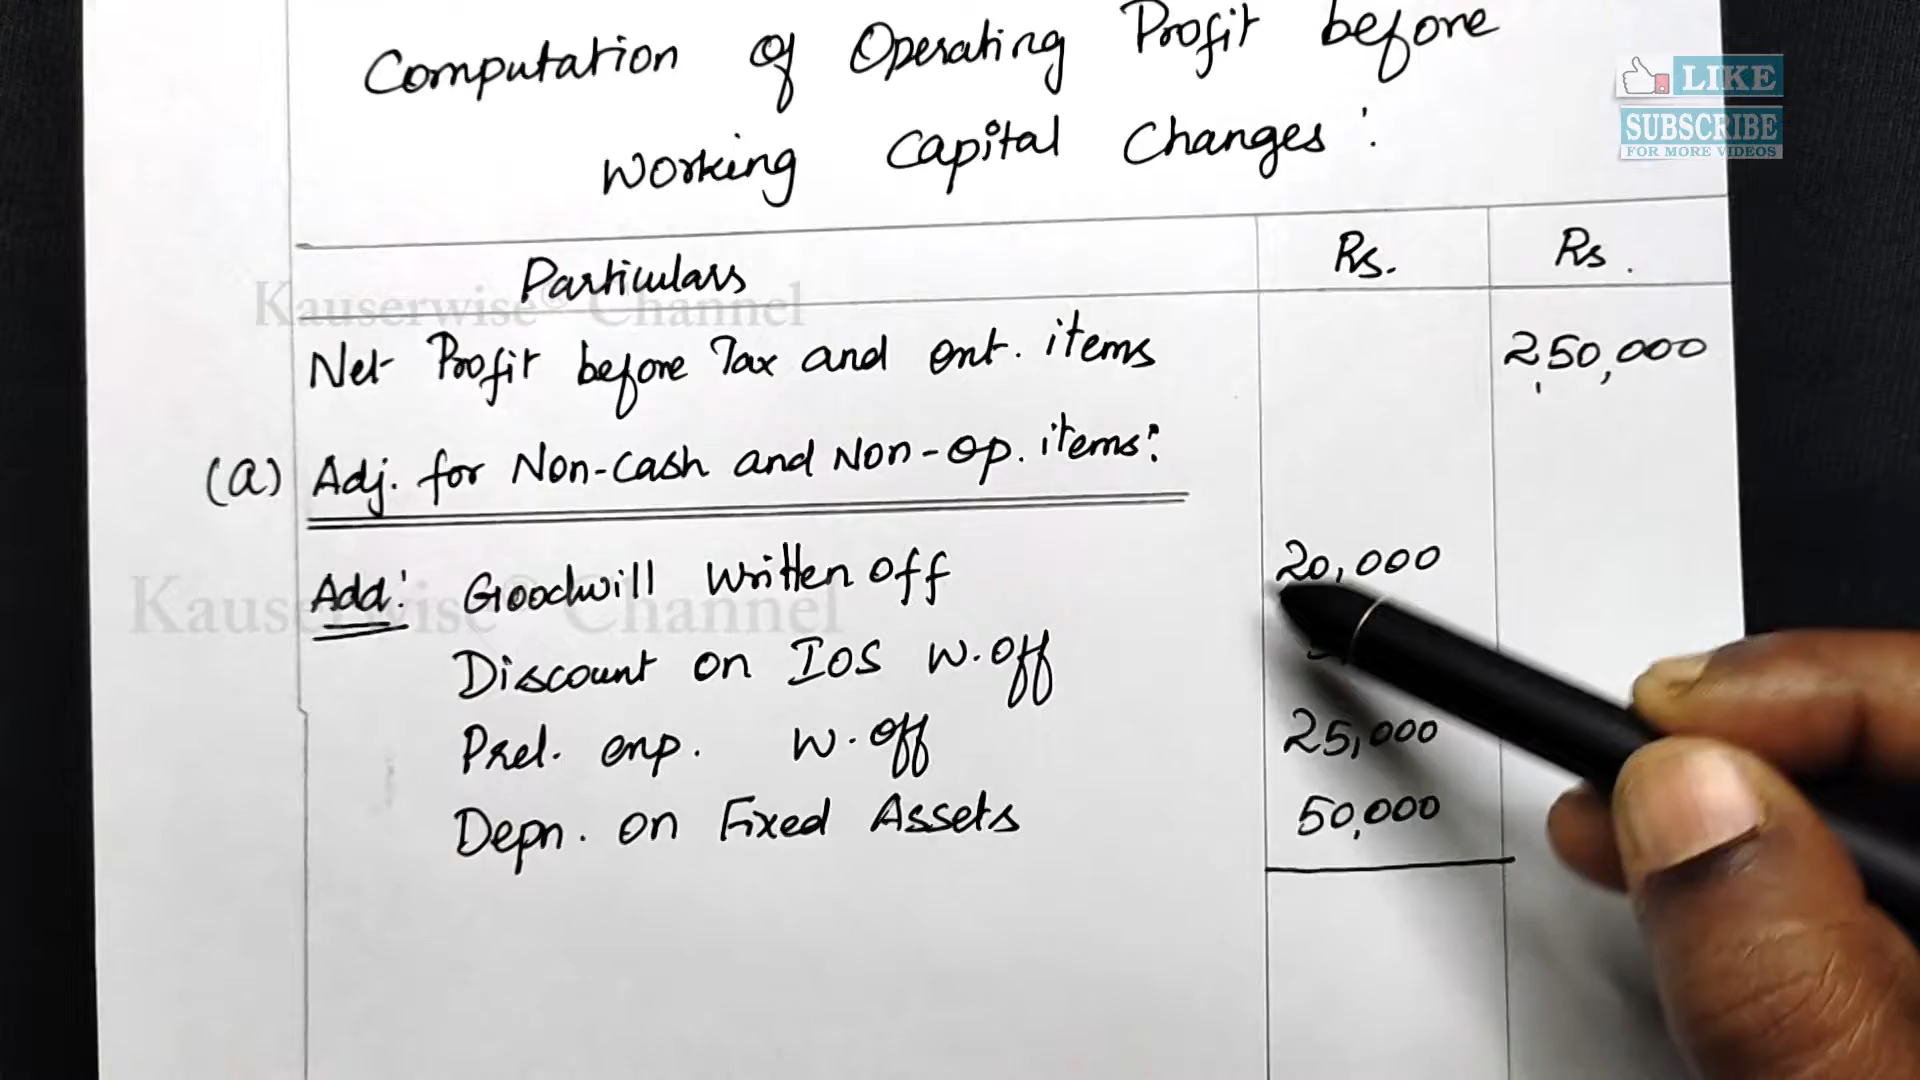 Computation of Operating Profit before
Working Capital Changes:
LIKE
SUBSCRIBE
FOR MORE VIDEOS
Particulars Rs. Rs.
Kauserwise© Channel
Net Profit before Tax and ext. items 2,50,000
(a) Adj. for Non-cash and Non-op. items:
Add: Goodwill Written off 20,000
Kauserwise© Channel
Discount on IOS W.off
Prel. exp. W.off 25,000
Depn. on Fixed Assets 50,000